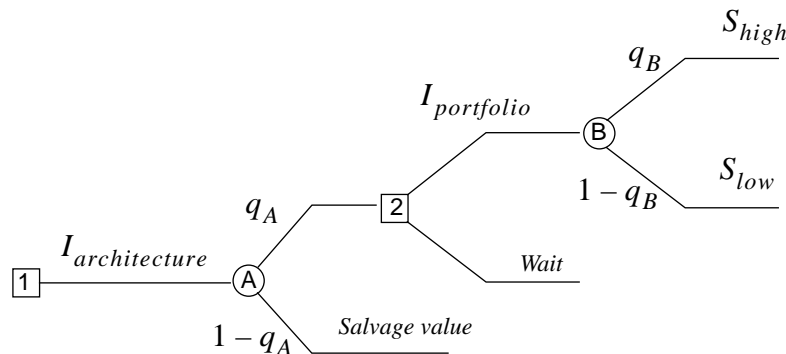 S_high
q_B
I_portfolio
B
S_low
1 – q_B
q_A
2
I_architecture
Wait
1
A
Salvage value
1 – q_A